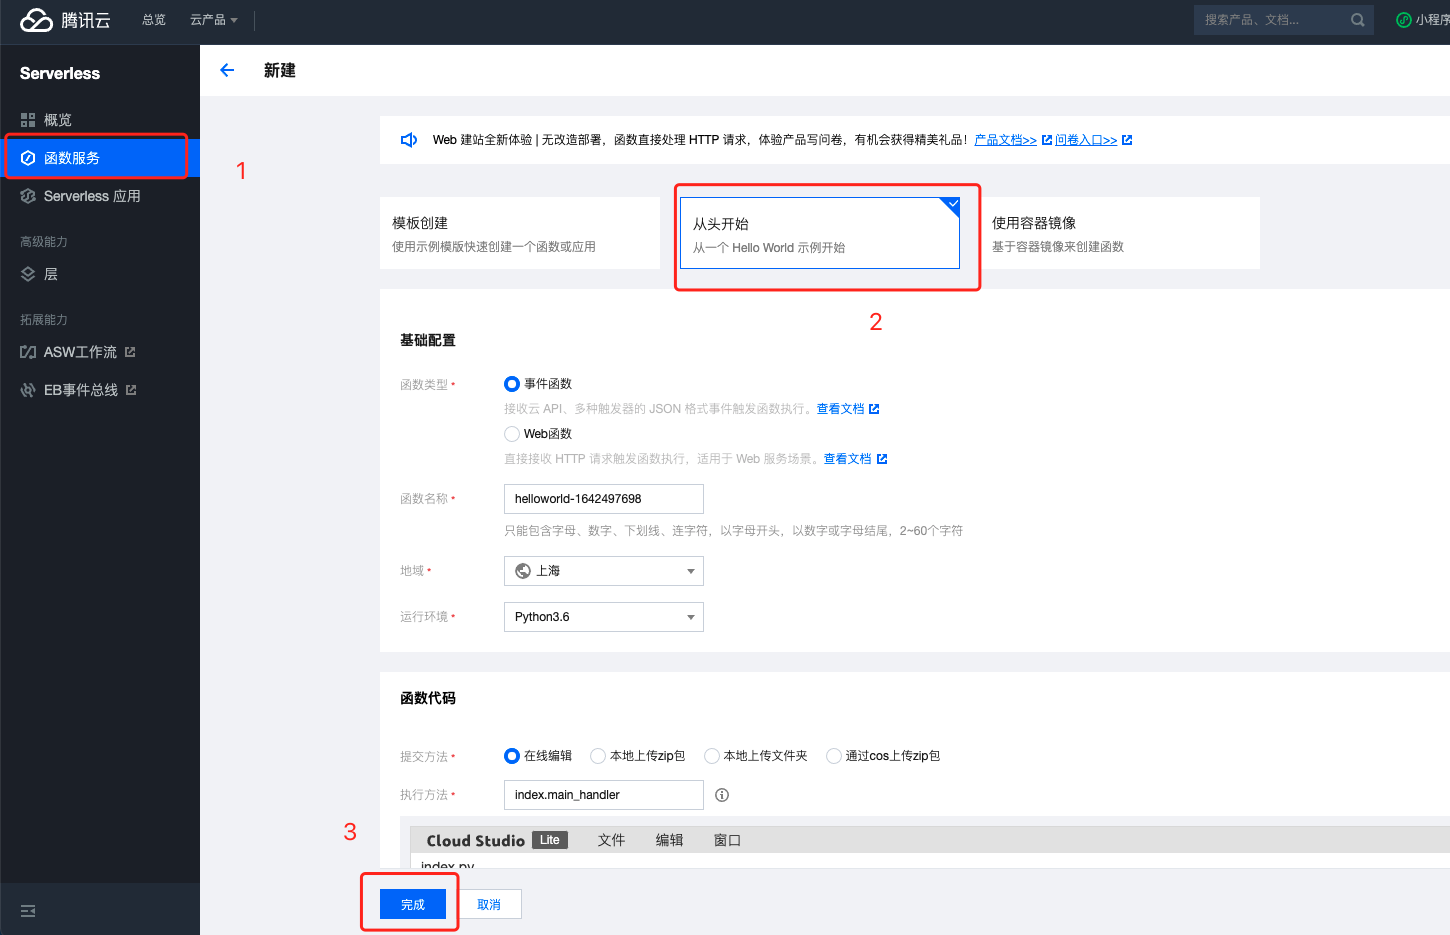 腾讯云 总览 云产品 搜索产品、文档... 小程序
Serverless
概览
函数服务
Serverless 应用
高级能力
层
拓展能力
ASW工作流
EB事件总线
新建
Web 建站全新体验 | 无改造部署，函数直接处理 HTTP 请求，体验产品写问卷，有机会获得精美礼品！ 产品文档>> 问卷入口>>
1
模板创建
使用示例模版快速创建一个函数或应用
从头开始
从一个 Hello World 示例开始
使用容器镜像
基于容器镜像来创建函数
2
基础配置
函数类型* 事件函数
接收云 API、多种触发器的 JSON 格式事件触发函数执行。查看文档
Web函数
直接接收 HTTP 请求触发函数执行，适用于 Web 服务场景。查看文档
函数名称* helloworld-1642497698
只能包含字母、数字、下划线、连字符，以字母开头，以数字或字母结尾，2~60个字符
地域* 上海
运行环境* Python3.6
函数代码
提交方法* 在线编辑 本地上传zip包 本地上传文件夹 通过cos上传zip包
执行方法* index.main_handler
3
Cloud Studio Lite 文件 编辑 窗口
index.py
完成 取消